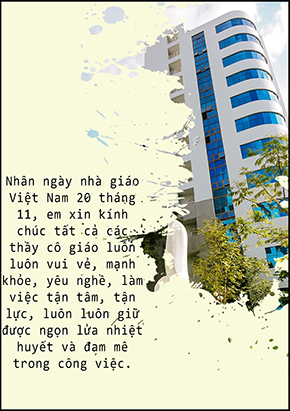 Nhân ngày nhà giáo
Việt Nam 20 tháng
11, em xin kính
chúc tất cả các
thầy cô giáo luôn
luôn vui vẻ, mạnh
khỏe, yêu nghề, làm
việc tận tâm, tận
lực, luôn luôn giữ
được ngọn lửa nhiệt
huyết và đam mê
trong công việc.